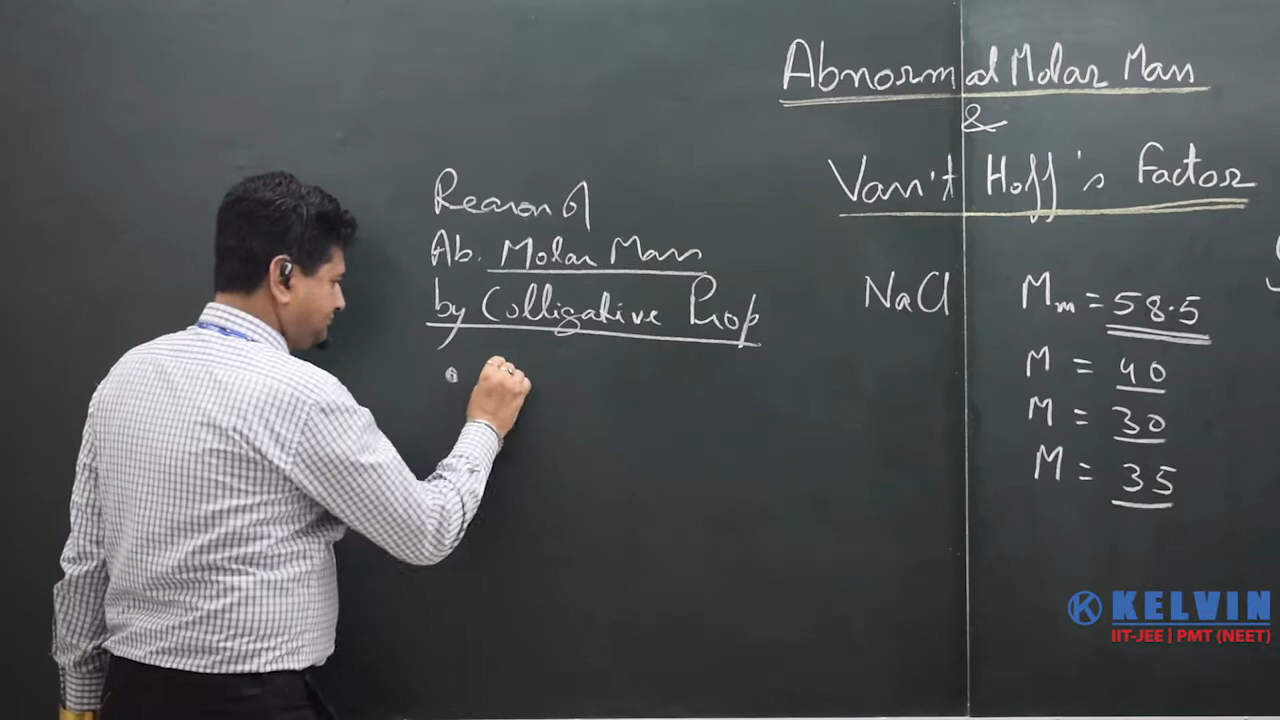 Abnormal Molar Mass
&
Van't Hoff's Factor
Reason of
Ab. Molar Mass
by Colligative Prop
NaCl Mm = 58.5
M = 40
M = 30
M = 35
KELVIN
IIT-JEE | PMT (NEET)